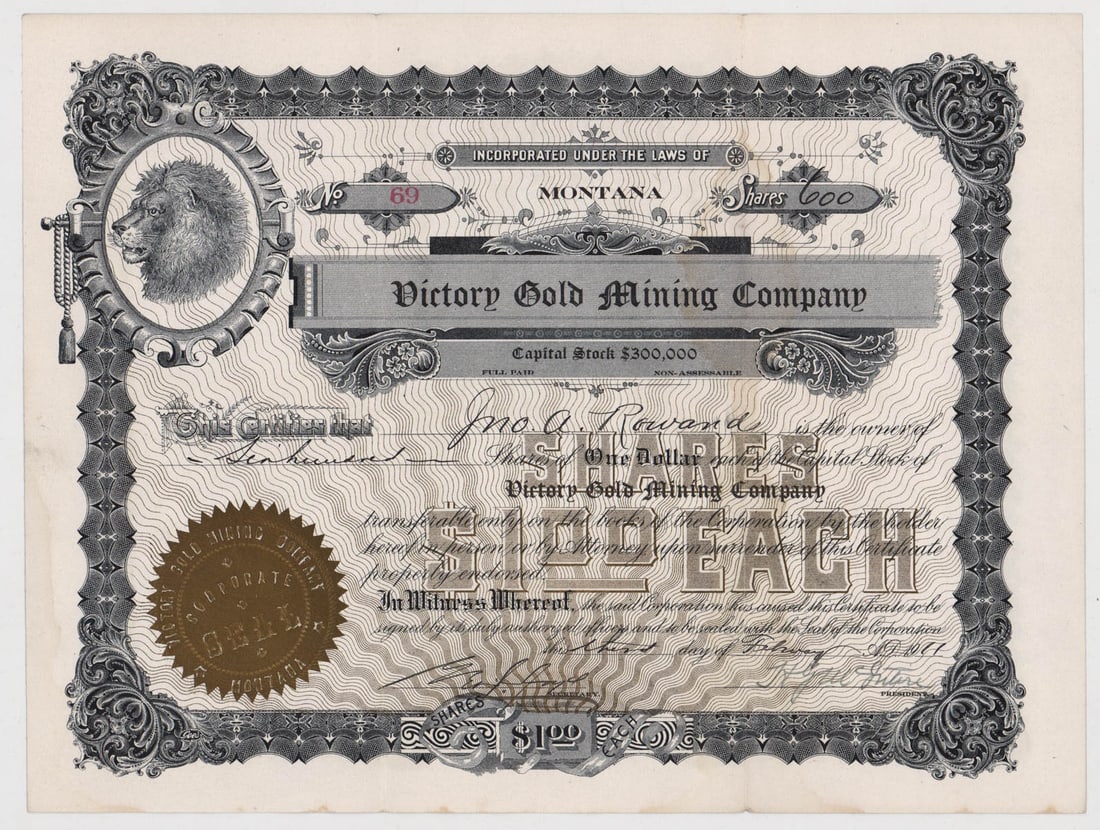 INCORPORATED UNDER THE LAWS OF
No 69 MONTANA Shares 600
Victory Gold Mining Company
Capital Stock $300,000
FULL PAID NON-ASSESSABLE
This Certifies that Jno A. Rowand is the owner of
Shares of One Dollar each of the Capital Stock of
Victory Gold Mining Company
transferable only on the books of the Corporation by the holder
hereof in person or by Attorney upon surrender of this Certificate
properly endorsed.
In Witness Whereof, the said Corporation has caused this Certificate to be
signed by its duly authorized officers and to be sealed with the Seal of the Corporation
this third day of A.D. 1911
SECRETARY. PRESIDENT.
SHARES
$1.00 EACH
VICTORY GOLD MINING COMPANY
CORPORATE
SEAL
MONTANA
SHARES $1.00 EACH